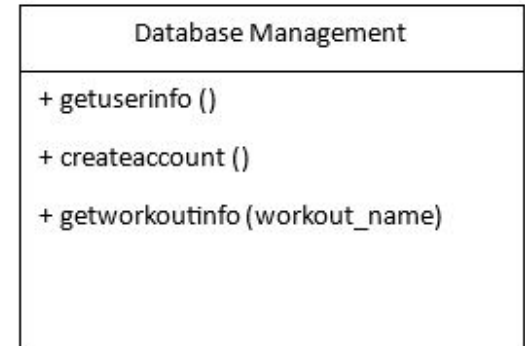 Database Management
+ getuserinfo ()
+ createaccount ()
+ getworkoutinfo (workout_name)